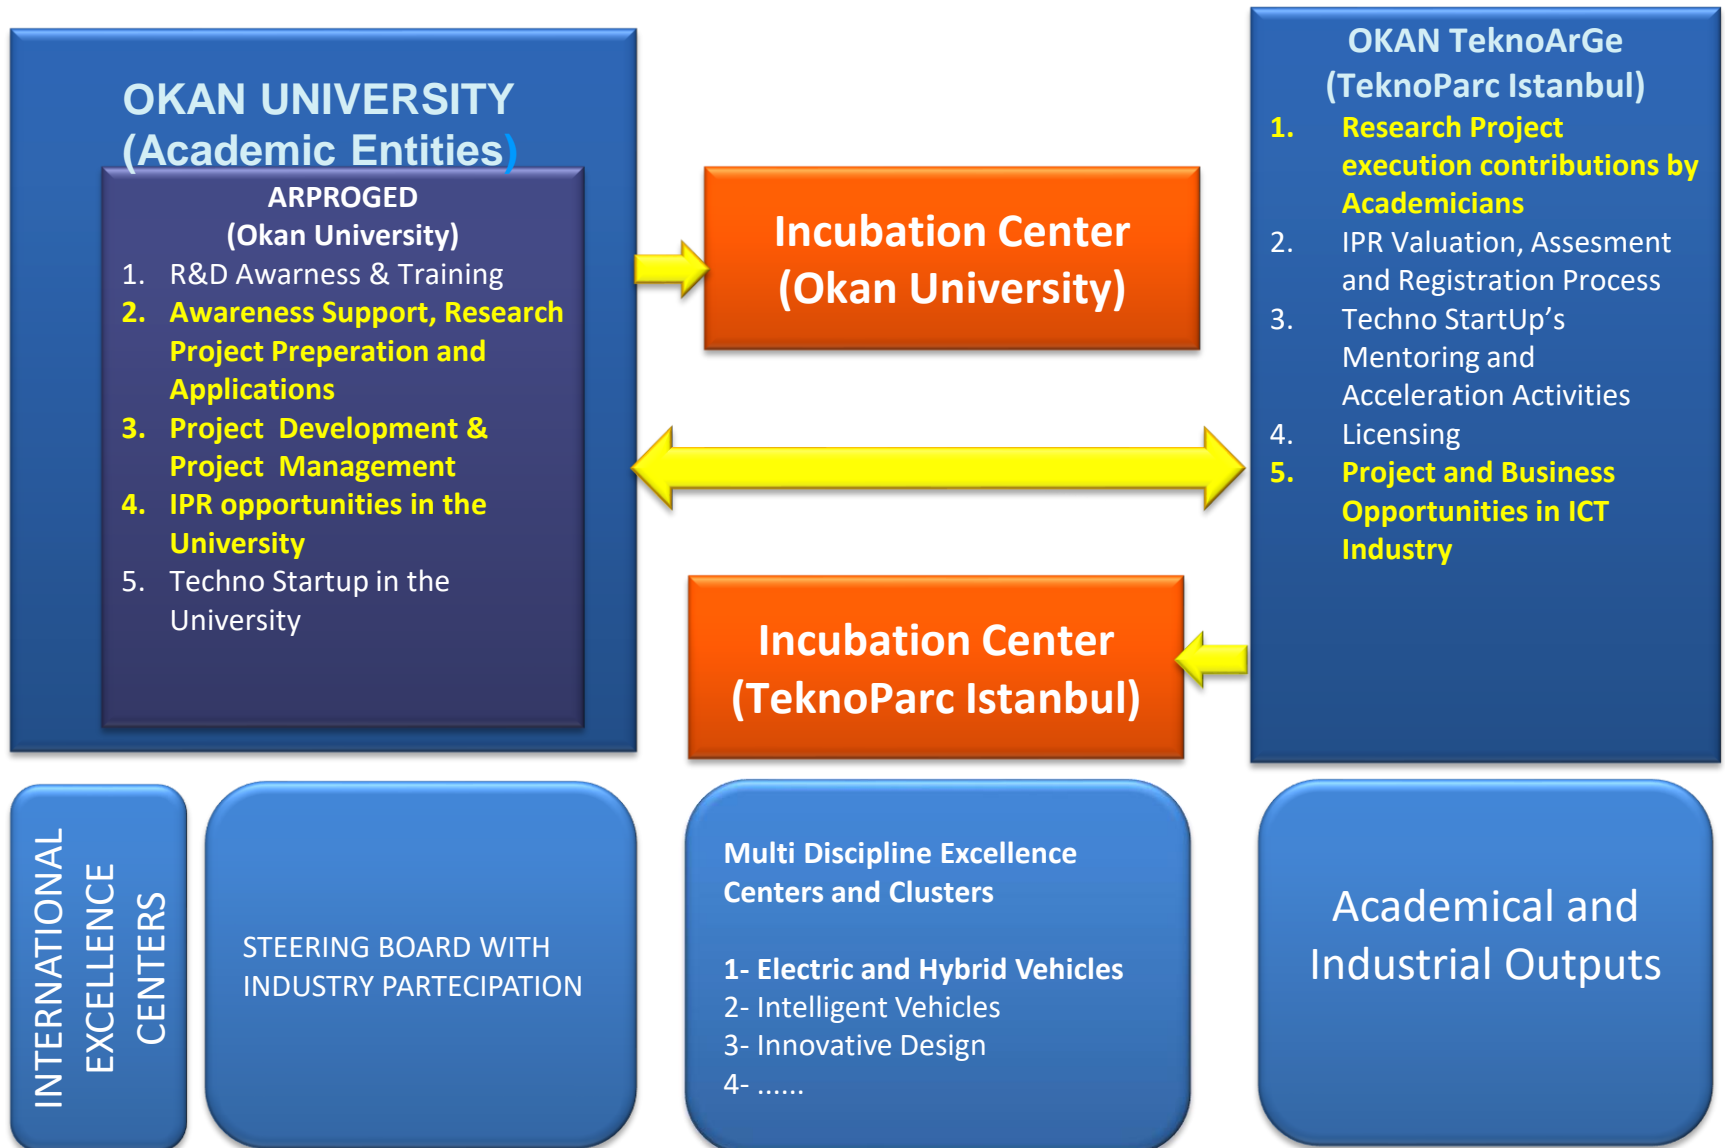 OKAN UNIVERSITY
(Academic Entities)
ARPROGED
(Okan University)
1. R&D Awarness & Training
2. Awareness Support, Research
Project Preperation and
Applications
3. Project Development &
Project Management
4. IPR opportunities in the
University
5. Techno Startup in the
University
Incubation Center
(Okan University)
Incubation Center
(TeknoParc Istanbul)
OKAN TeknoArGe
(TeknoParc Istanbul)
1. Research Project
execution contributions by
Academicians
2. IPR Valuation, Assesment
and Registration Process
3. Techno StartUp’s
Mentoring and
Acceleration Activities
4. Licensing
5. Project and Business
Opportunities in ICT
Industry
INTERNATIONAL
EXCELLENCE
CENTERS
STEERING BOARD WITH
INDUSTRY PARTECIPATION
Multi Discipline Excellence
Centers and Clusters
1- Electric and Hybrid Vehicles
2- Intelligent Vehicles
3- Innovative Design
4- ......
Academical and
Industrial Outputs